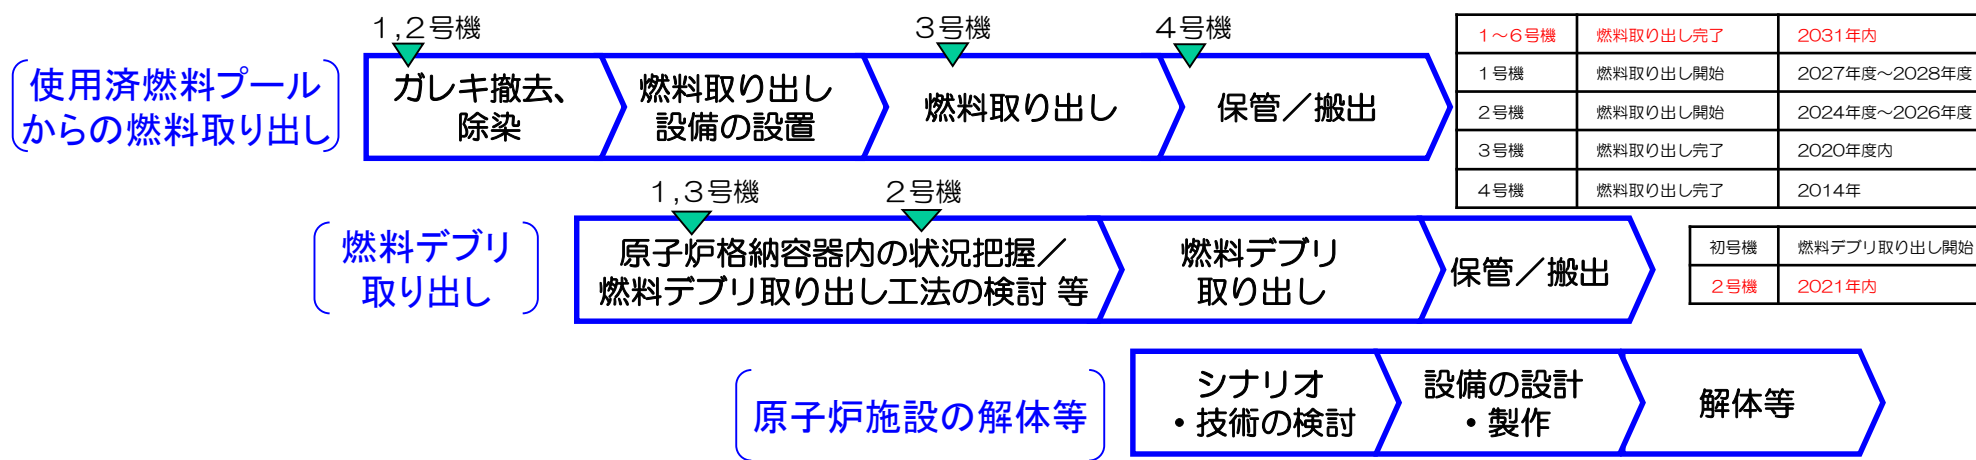 1,2号機
3号機
4号機
使用済燃料プール
からの燃料取り出し
ガレキ撤去、
除染
燃料取り出し
設備の設置
燃料取り出し
保管／搬出
1～6号機 燃料取り出し完了 2031年内
1号機 燃料取り出し開始 2027年度～2028年度
2号機 燃料取り出し開始 2024年度～2026年度
3号機 燃料取り出し完了 2020年度内
4号機 燃料取り出し完了 2014年
1,3号機
2号機
燃料デブリ
取り出し
原子炉格納容器内の状況把握／
燃料デブリ取り出し工法の検討 等
燃料デブリ
取り出し
保管／搬出
初号機 燃料デブリ取り出し開始
2号機 2021年内
原子炉施設の解体等
シナリオ
・技術の検討
設備の設計
・製作
解体等